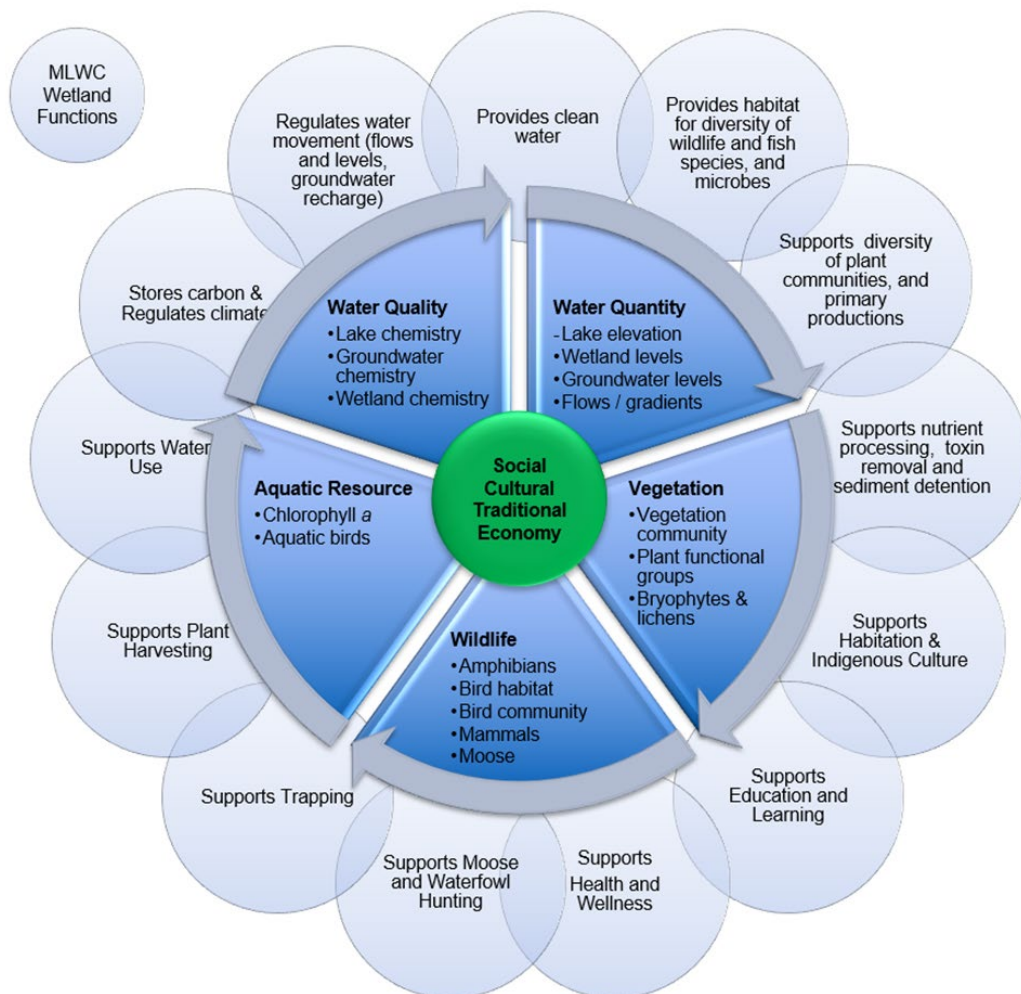 MLWC
Wetland
Functions
Provides clean
water
Provides habitat
for diversity of
wildlife and fish
species, and
microbes
Supports diversity
of plant
communities, and
primary
productions
Supports nutrient
processing, toxin
removal and
sediment detention
Supports
Habitation &
Indigenous Culture
Supports
Education and
Learning
Supports
Health and
Wellness
Supports Moose
and Waterfowl
Hunting
Supports Trapping
Supports Plant
Harvesting
Supports Water
Use
Stores carbon &
Regulates climate
Regulates water
movement (flows
and levels,
groundwater
recharge)
Water Quality
•Lake chemistry
•Groundwater
chemistry
•Wetland chemistry
Water Quantity
-Lake elevation
•Wetland levels
•Groundwater levels
•Flows / gradients
Vegetation
•Vegetation
community
•Plant functional
groups
•Bryophytes &
lichens
Wildlife
•Amphibians
•Bird habitat
•Bird community
•Mammals
•Moose
Aquatic Resource
•Chlorophyll a
•Aquatic birds
Social
Cultural
Traditional
Economy